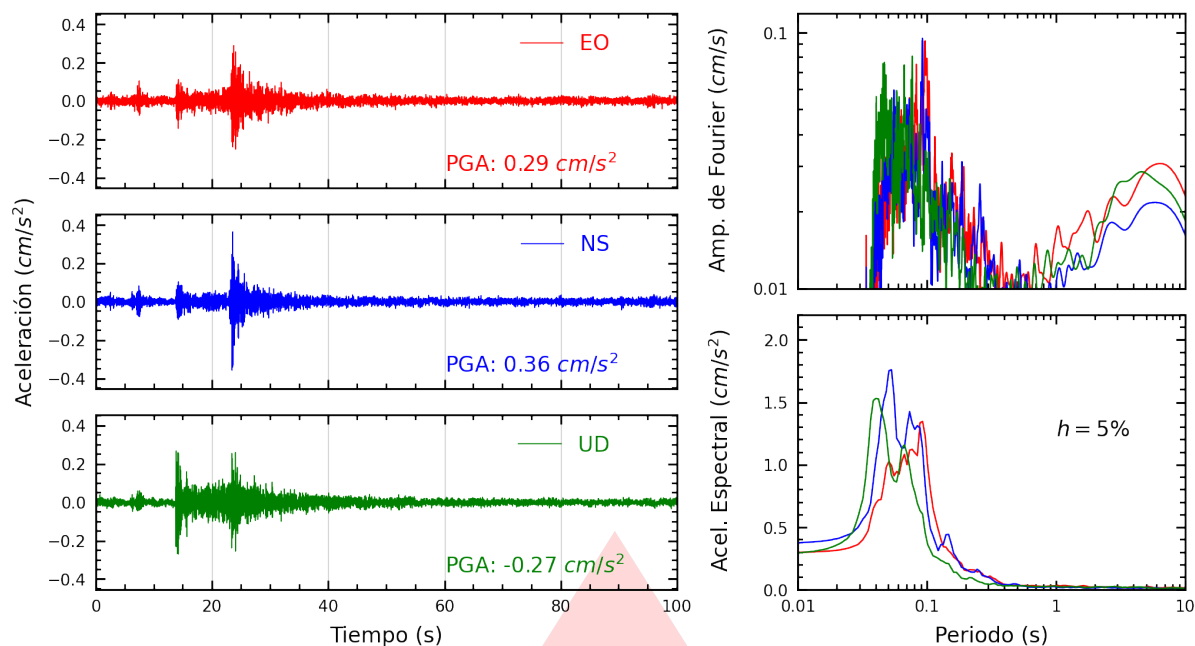 0.4
0.2
0.0
−0.2
−0.4
EO
PGA: 0.29 cm/s²
0.4
0.2
0.0
−0.2
−0.4
NS
PGA: 0.36 cm/s²
0.4
0.2
0.0
−0.2
−0.4
UD
PGA: -0.27 cm/s²
0 20 40 60 80 100
Tiempo (s)
Aceleración (cm/s²)
0.1
0.01
Amp. de Fourier (cm/s)
2.0
1.5
1.0
0.5
0.0
h = 5%
Acel. Espectral (cm/s²)
0.01 0.1 1 10
Periodo (s)